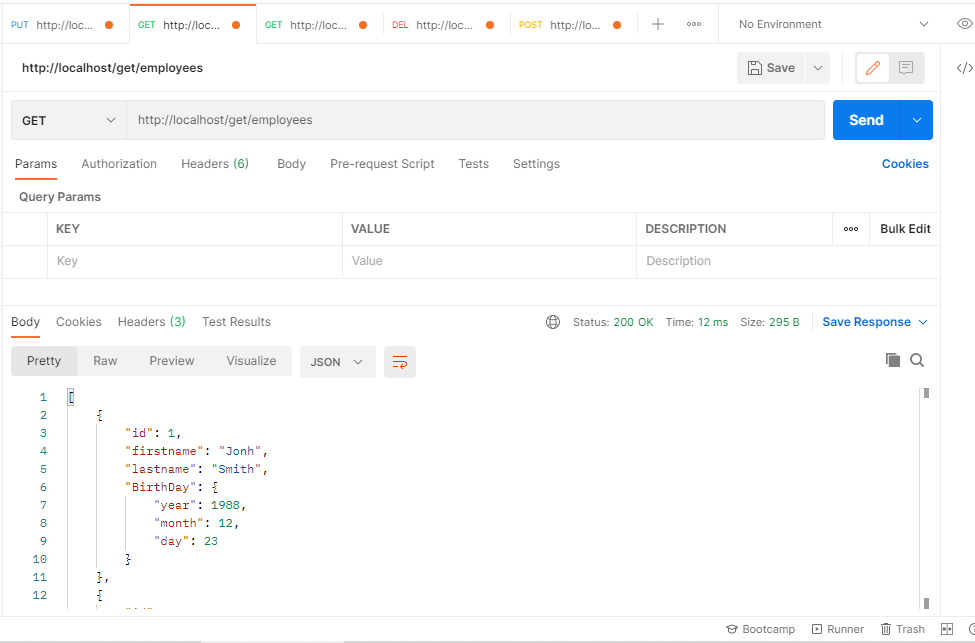 PUT http://loc... GET http://loc... GET http://loc... DEL http://loc... POST http://lo... No Environment
http://localhost/get/employees Save
GET http://localhost/get/employees Send
Params Authorization Headers (6) Body Pre-request Script Tests Settings Cookies
Query Params
KEY VALUE DESCRIPTION Bulk Edit
Key Value Description
Body Cookies Headers (3) Test Results Status: 200 OK Time: 12 ms Size: 295 B Save Response
Pretty Raw Preview Visualize JSON
1 [
2 {
3 "id": 1,
4 "firstname": "Jonh",
5 "lastname": "Smith",
6 "BirthDay": {
7 "year": 1988,
8 "month": 12,
9 "day": 23
10 }
11 },
12 {
Bootcamp Runner Trash